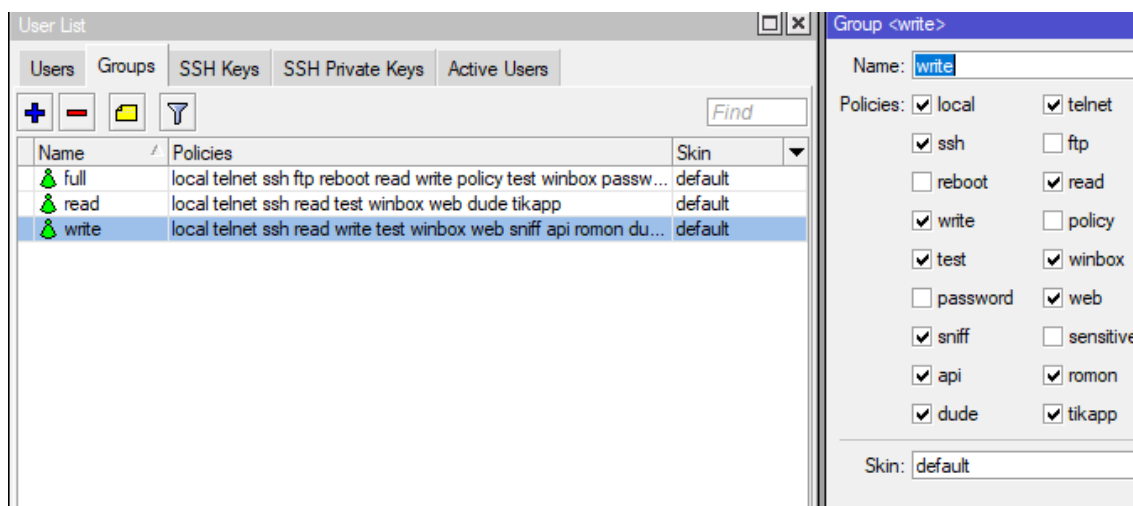 User List
Users Groups SSH Keys SSH Private Keys Active Users
Find
Name Policies Skin
full local telnet ssh ftp reboot read write policy test winbox passw... default
read local telnet ssh read test winbox web dude tikapp default
write local telnet ssh read write test winbox web sniff api romon du... default
Group <write>
Name: write
Policies: local telnet
ssh ftp
reboot read
write policy
test winbox
password web
sniff sensitive
api romon
dude tikapp
Skin: default